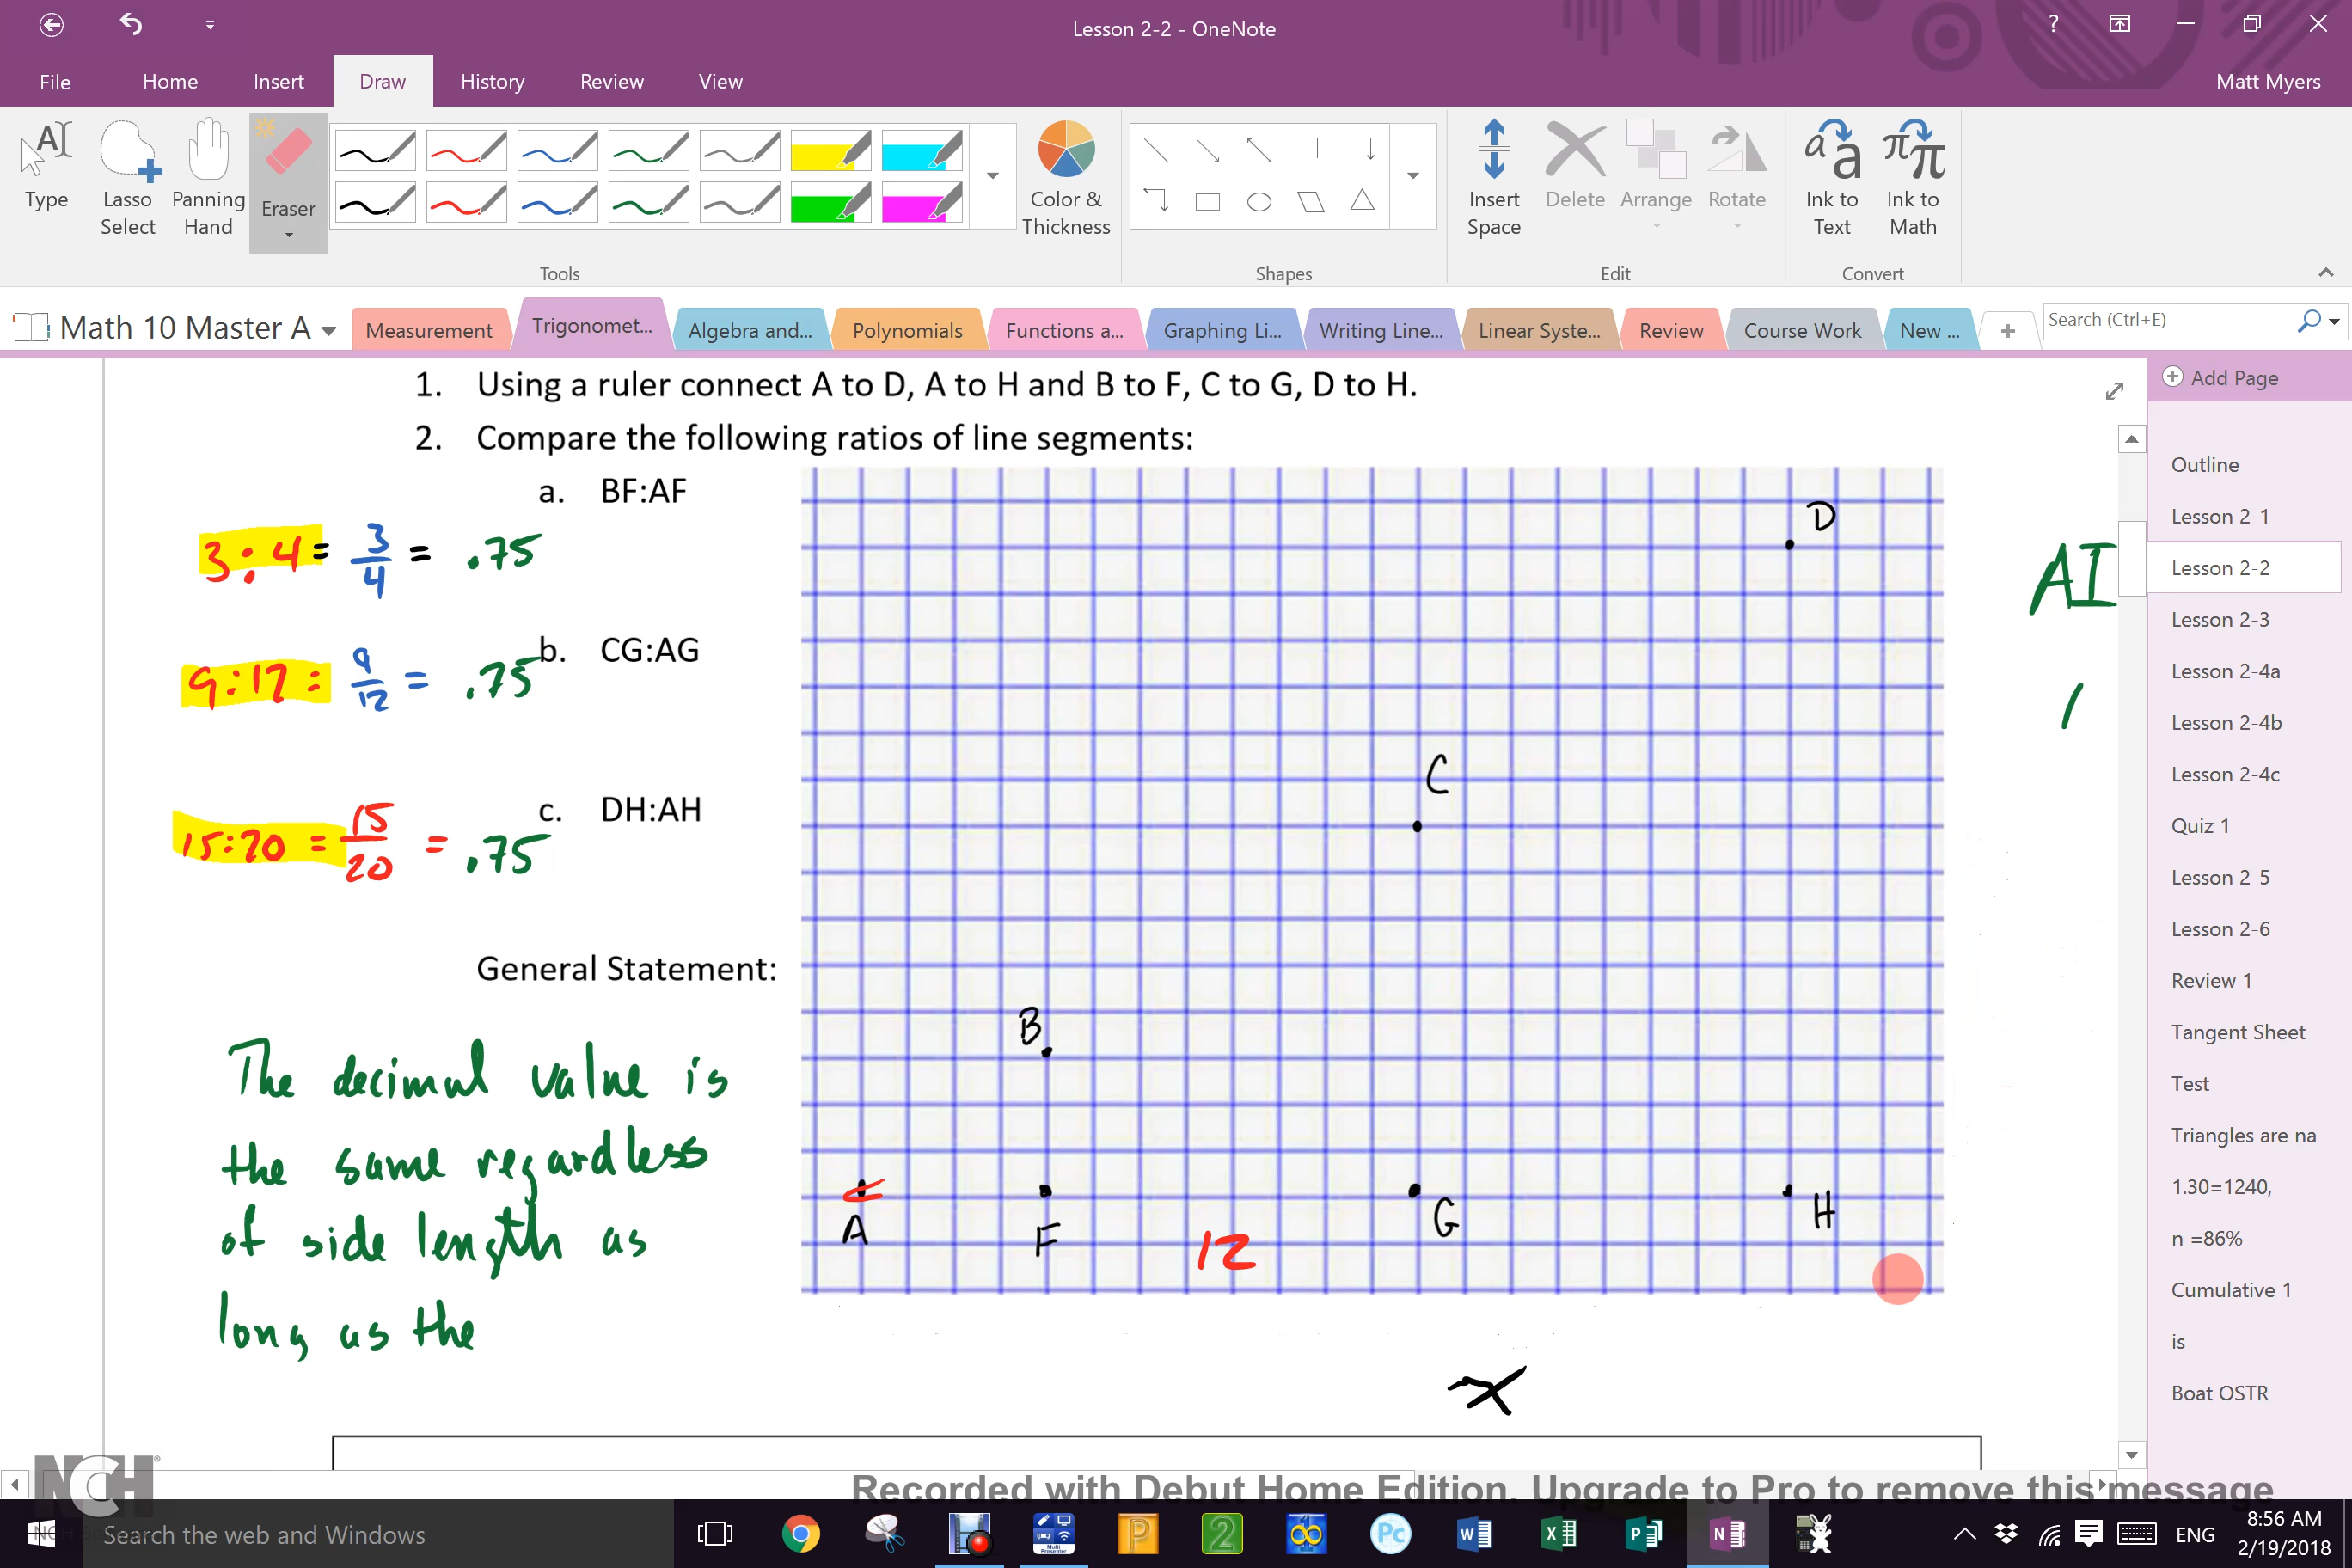 Lesson 2-2 - OneNote
?
File Home Insert Draw History Review View
Matt Myers
Type
Lasso Select
Panning Hand
Eraser
Color & Thickness
Insert Space
Delete
Arrange
Rotate
Ink to Text
Ink to Math
Tools
Shapes
Edit
Convert
Math 10 Master A
Measurement
Trigonomet...
Algebra and...
Polynomials
Functions a...
Graphing Li...
Writing Line...
Linear Syste...
Review
Course Work
New ...
Search (Ctrl+E)
1. Using a ruler connect A to D, A to H and B to F, C to G, D to H.
2. Compare the following ratios of line segments:
a. BF:AF
3:4 = 3/4 = .75
b. CG:AG
9:12 = 9/12 = .75
c. DH:AH
15:20 = 15/20 = .75
General Statement:
The decimal value is
the same regardless
of side length as
long as the
D
C
B
A
F
G
H
12
x
AI
Add Page
Outline
Lesson 2-1
Lesson 2-2
Lesson 2-3
Lesson 2-4a
Lesson 2-4b
Lesson 2-4c
Quiz 1
Lesson 2-5
Lesson 2-6
Review 1
Tangent Sheet
Test
Triangles are na
1.30=1240,
n =86%
Cumulative 1
is
Boat OSTR
NCH
Recorded with Debut Home Edition. Upgrade to Pro to remove this message
Search the web and Windows
ENG
8:56 AM
2/19/2018